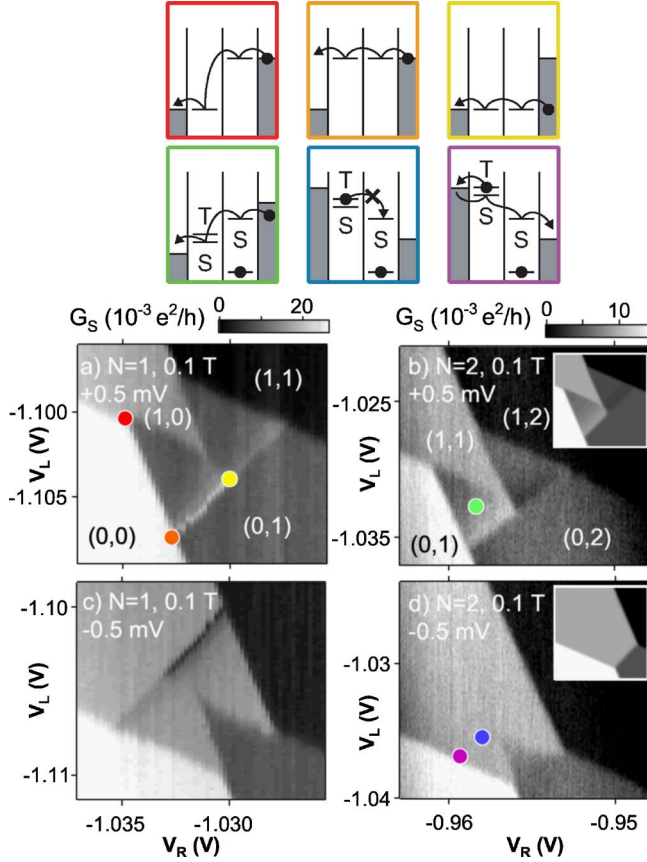 T
S
S
T
S
S
T
S
S
G_S (10^-3 e^2/h)
0
20
G_S (10^-3 e^2/h)
0
10
a) N=1, 0.1 T
+0.5 mV
(1,1)
(1,0)
(0,0)
(0,1)
-1.100
-1.105
V_L (V)
b) N=2, 0.1 T
+0.5 mV
(1,2)
(1,1)
(0,1)
(0,2)
-1.025
-1.035
V_L (V)
c) N=1, 0.1 T
-0.5 mV
-1.10
-1.11
V_L (V)
-1.035
-1.030
V_R (V)
d) N=2, 0.1 T
-0.5 mV
-1.03
-1.04
V_L (V)
-0.96
-0.95
V_R (V)